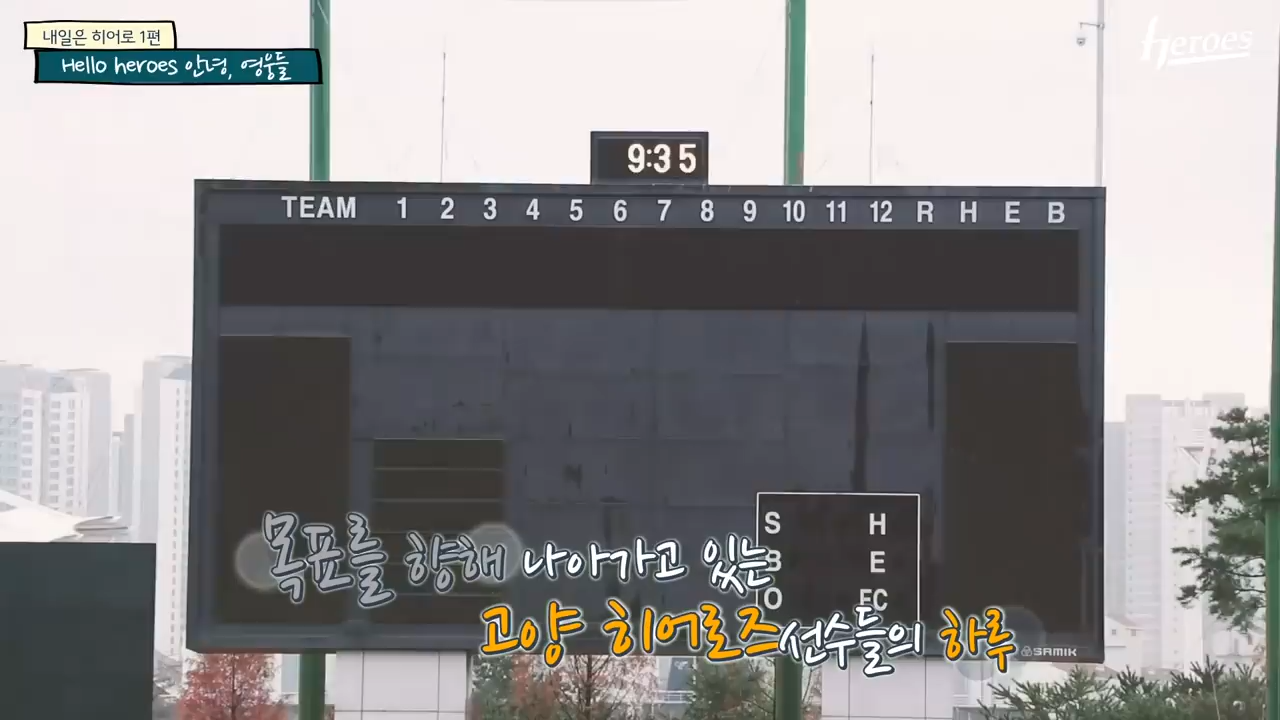 내일은 히어로 1편
Hello heroes 안녕, 영웅들
heroes
9:35
TEAM 1 2 3 4 5 6 7 8 9 10 11 12 R H E B
S H
B E
O FC
목표를 향해 나아가고 있는
고양 히어로즈 선수들의 하루
SAMIK